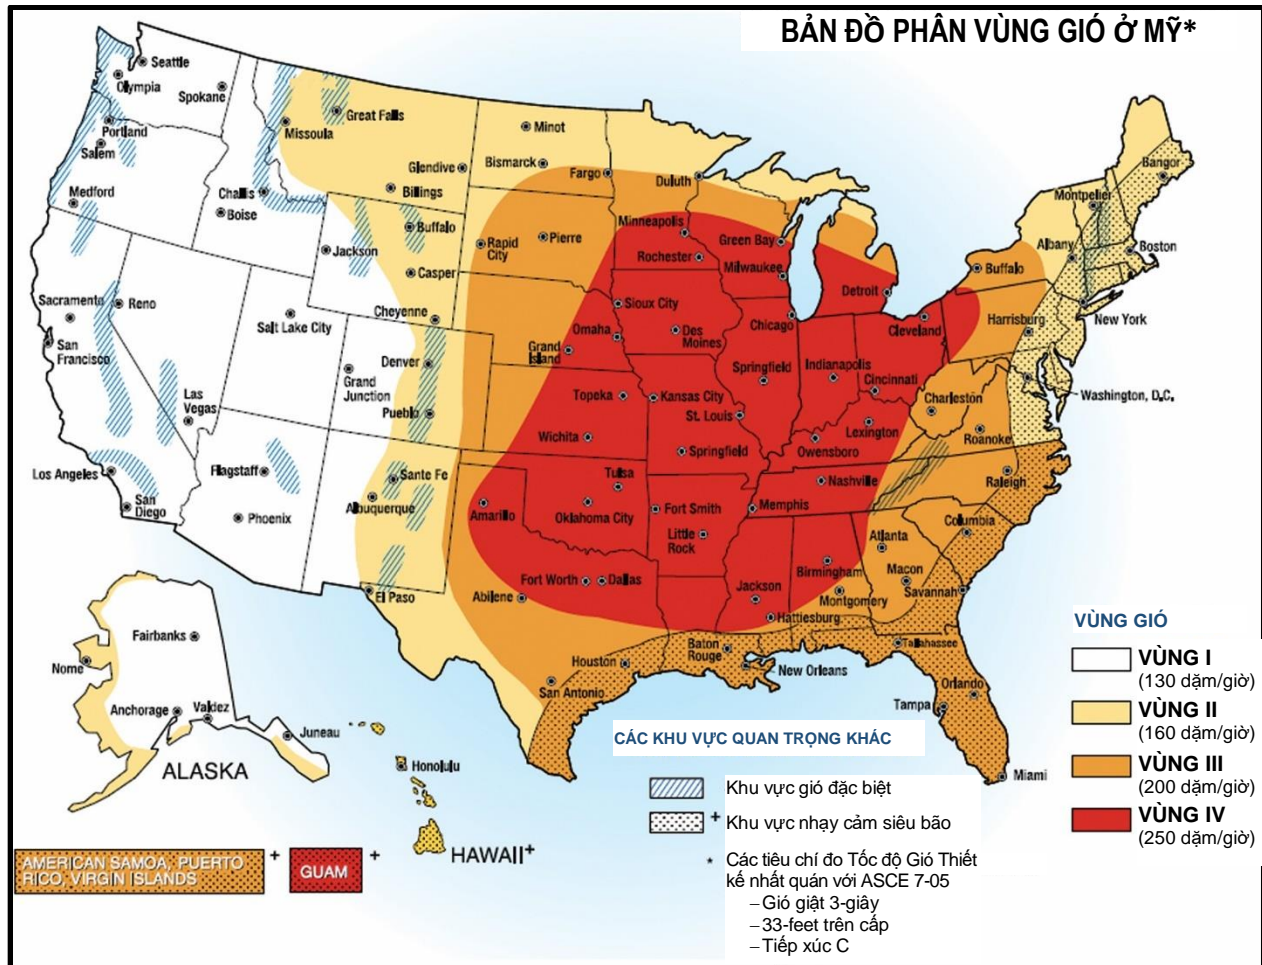 BẢN ĐỒ PHÂN VÙNG GIÓ Ở MỸ*
Seattle
Olympia
Spokane
Portland
Salem
Medford
Missoula
Great Falls
Challis
Boise
Glendive
Billings
Minot
Bismarck
Fargo
Duluth
Jackson
Buffalo
Casper
Cheyenne
Rapid
City
Pierre
Minneapolis
Rochester
Green Bay
Milwaukee
Detroit
Buffalo
Albany
Montpelier
Bangor
Boston
New York
Harrisburg
Washington, D.C.
Sacramento
San
Francisco
Reno
Salt Lake City
Las
Vegas
Grand
Junction
Denver
Pueblo
Sioux City
Omaha
Grand
Island
Des
Moines
Chicago
Cleveland
Springfield
Indianapolis
Cincinnati
Charleston
Topeka
Kansas City
St. Louis
Lexington
Owensboro
Roanoke
Wichita
Springfield
Nashville
Raleigh
Los Angeles
San
Diego
Flagstaff
Phoenix
Sante Fe
Albuquerque
El Paso
Amarillo
Tulsa
Oklahoma City
Fort Smith
Little
Rock
Memphis
Columbia
Atlanta
Macon
Savannah
Birmingham
Montgomery
Fort Worth
Dallas
Abilene
Jackson
Hattiesburg
Tallahassee
Houston
Baton
Rouge
New Orleans
San Antonio
Orlando
Tampa
Miami
Fairbanks
Nome
Anchorage
Valdez
Juneau
ALASKA
Honolulu
HAWAII+
AMERICAN SAMOA, PUERTO
RICO, VIRGIN ISLANDS
+
GUAM
+
CÁC KHU VỰC QUAN TRỌNG KHÁC
Khu vực gió đặc biệt
+ Khu vực nhạy cảm siêu bão
* Các tiêu chí đo Tốc độ Gió Thiết
kế nhất quán với ASCE 7-05
–Gió giật 3-giây
–33-feet trên cấp
–Tiếp xúc C
VÙNG GIÓ
VÙNG I
(130 dặm/giờ)
VÙNG II
(160 dặm/giờ)
VÙNG III
(200 dặm/giờ)
VÙNG IV
(250 dặm/giờ)